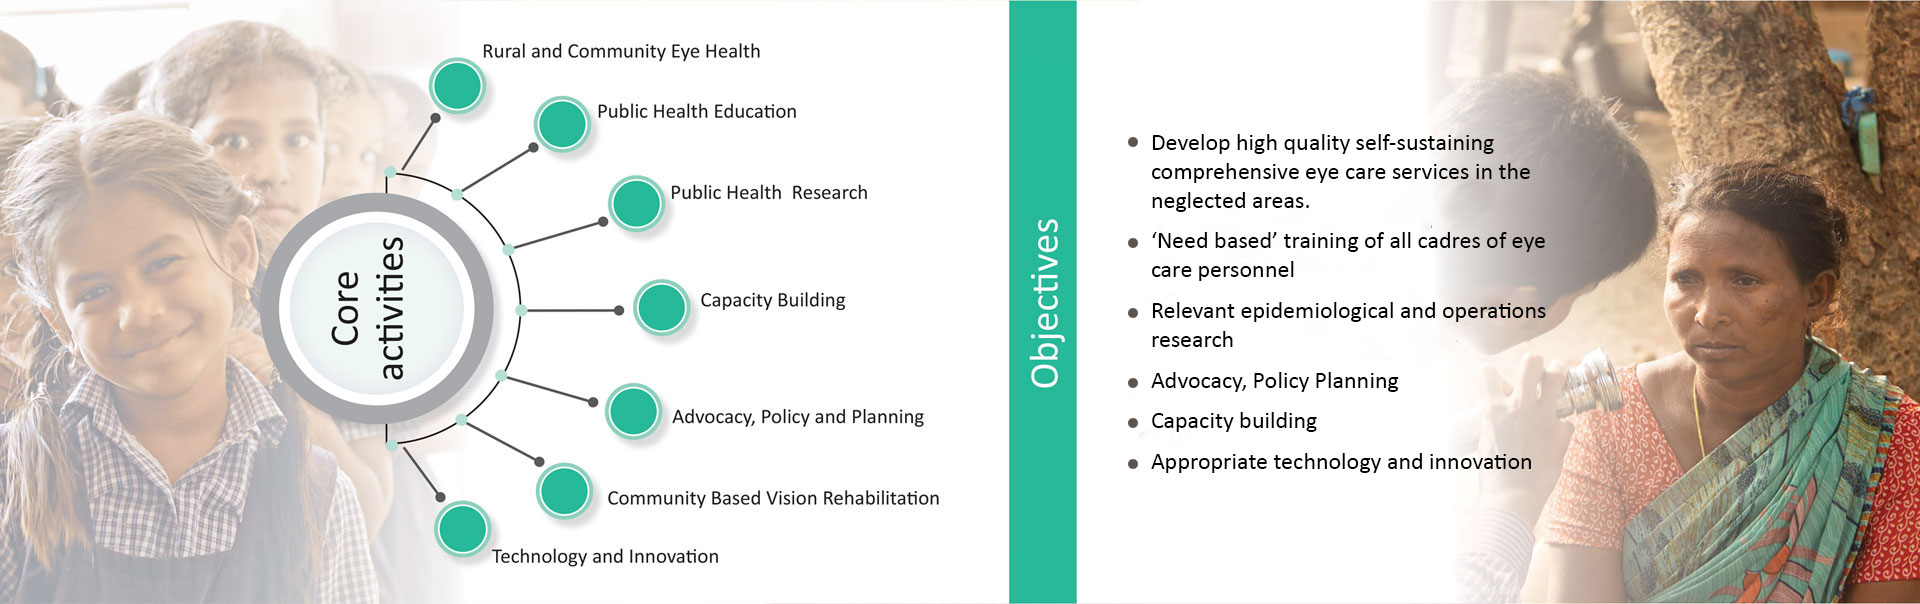 Core
activities
Rural and Community Eye Health
Public Health Education
Public Health  Research
Capacity Building
Advocacy, Policy and Planning
Community Based Vision Rehabilitation
Technology and Innovation
Objectives
Develop high quality self-sustaining
comprehensive eye care services in the
neglected areas.
‘Need based’ training of all cadres of eye
care personnel
Relevant epidemiological and operations
research
Advocacy, Policy Planning
Capacity building
Appropriate technology and innovation